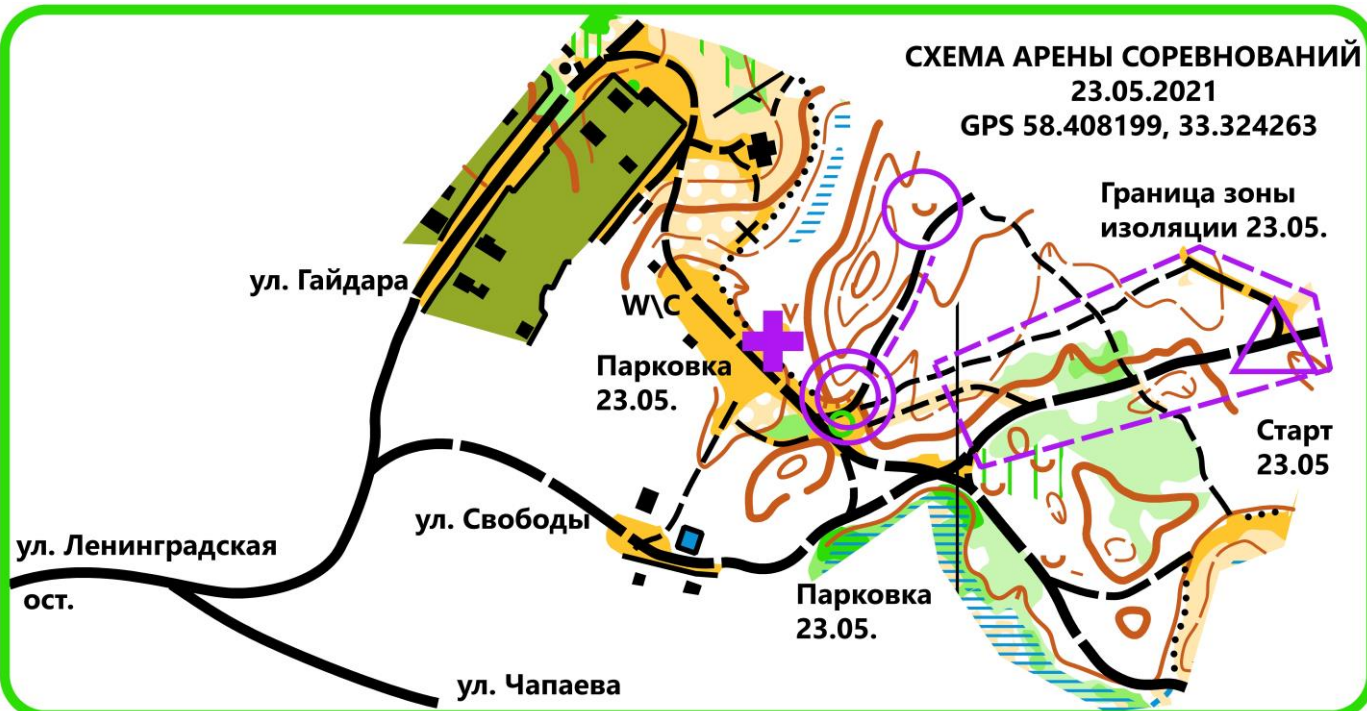 СХЕМА АРЕНЫ СОРЕВНОВАНИЙ
23.05.2021
GPS 58.408199, 33.324263
Граница зоны
изоляции 23.05.
ул. Гайдара
W\C
Парковка
23.05.
Старт
23.05
ул. Свободы
ул. Ленинградская
ост.
Парковка
23.05.
ул. Чапаева